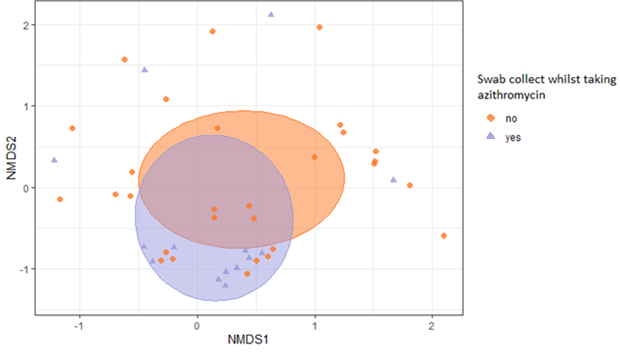 Swab collect whilst taking
azithromycin
no
yes
NMDS2
2
1
0
-1
-1
0
1
2
NMDS1